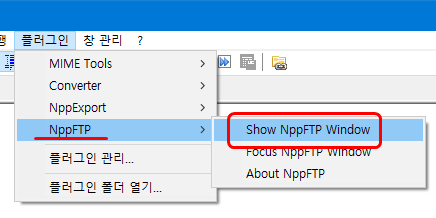 행 플러그인 창 관리 ?
MIME Tools
Converter
NppExport
NppFTP
플러그인 관리...
플러그인 폴더 열기...
Show NppFTP Window
Focus NppFTP Window
About NppFTP